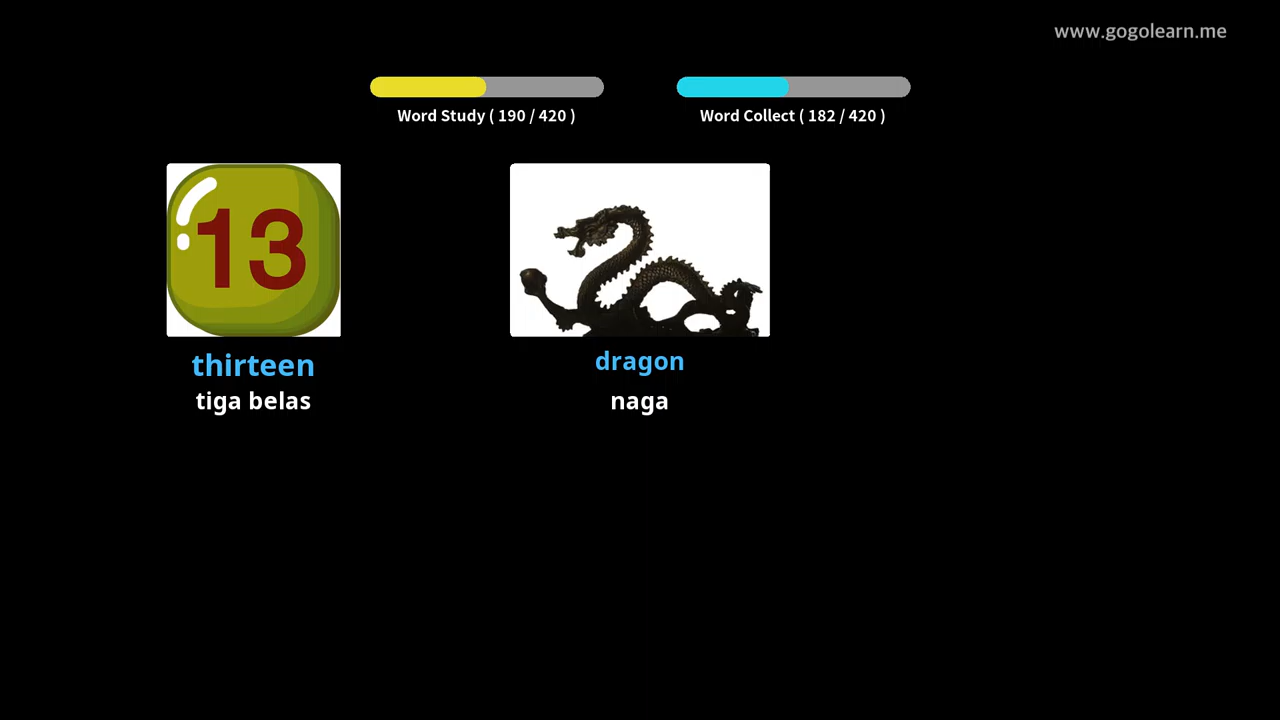 www.gogolearn.me
Word Study ( 190 / 420 )
Word Collect ( 182 / 420 )
13
thirteen
tiga belas
dragon
naga